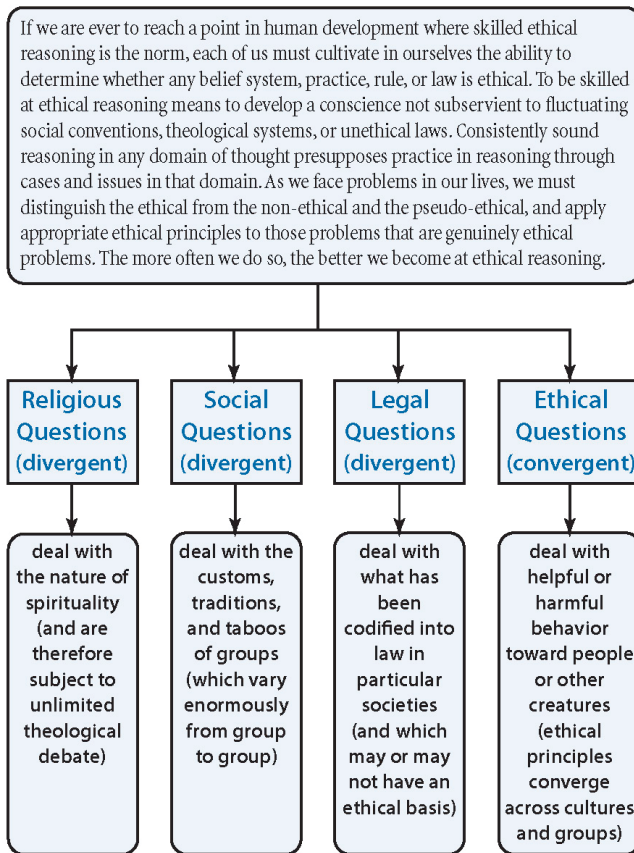 If we are ever to reach a point in human development where skilled ethical
reasoning is the norm, each of us must cultivate in ourselves the ability to
determine whether any belief system, practice, rule, or law is ethical. To be skilled
at ethical reasoning means to develop a conscience not subservient to fluctuating
social conventions, theological systems, or unethical laws. Consistently sound
reasoning in any domain of thought presupposes practice in reasoning through
cases and issues in that domain. As we face problems in our lives, we must
distinguish the ethical from the non-ethical and the pseudo-ethical, and apply
appropriate ethical principles to those problems that are genuinely ethical
problems. The more often we do so, the better we become at ethical reasoning.
Religious
Questions
(divergent)
deal with
the nature of
spirituality
(and are
therefore
subject to
unlimited
theological
debate)
Social
Questions
(divergent)
deal with the
customs,
traditions,
and taboos
of groups
(which vary
enormously
from group
to group)
Legal
Questions
(divergent)
deal with
what has
been
codified into
law in
particular
societies
(and which
may or may
not have an
ethical basis)
Ethical
Questions
(convergent)
deal with
helpful or
harmful
behavior
toward people
or other
creatures
(ethical
principles
converge
across cultures
and groups)